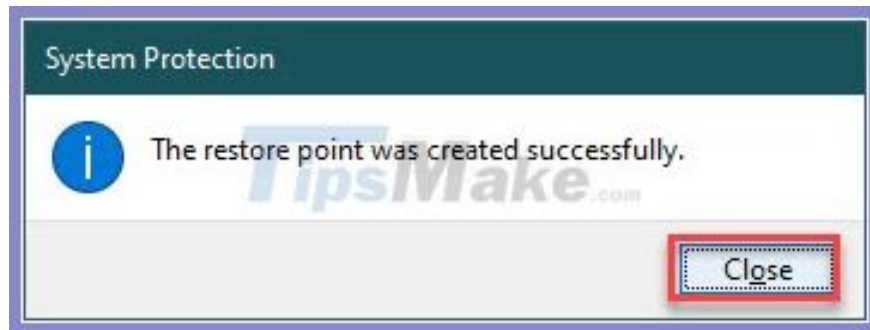 System Protection
The restore point was created successfully.
TipsMake.com
Close